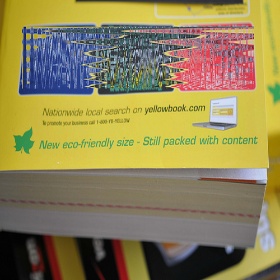 Nationwide local search on yellowbook.com
To promote your business call 1-800-YB-YELLOW
New eco-friendly size - Still packed with content